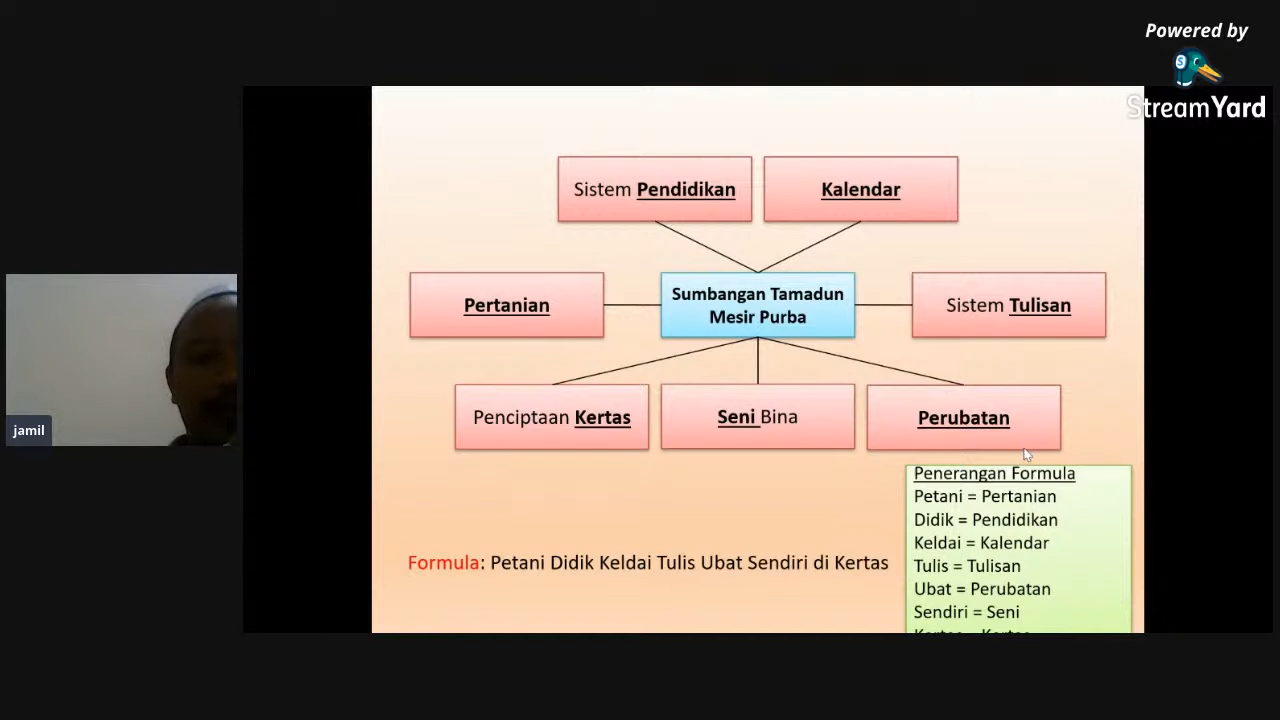 Powered by
StreamYard
Sistem Pendidikan
Kalendar
Pertanian
Sumbangan Tamadun
Mesir Purba
Sistem Tulisan
Penciptaan Kertas
Seni Bina
Perubatan
jamil
Penerangan Formula
Petani = Pertanian
Didik = Pendidikan
Keldai = Kalendar
Tulis = Tulisan
Ubat = Perubatan
Sendiri = Seni
Kertas = Kertas
Formula: Petani Didik Keldai Tulis Ubat Sendiri di Kertas